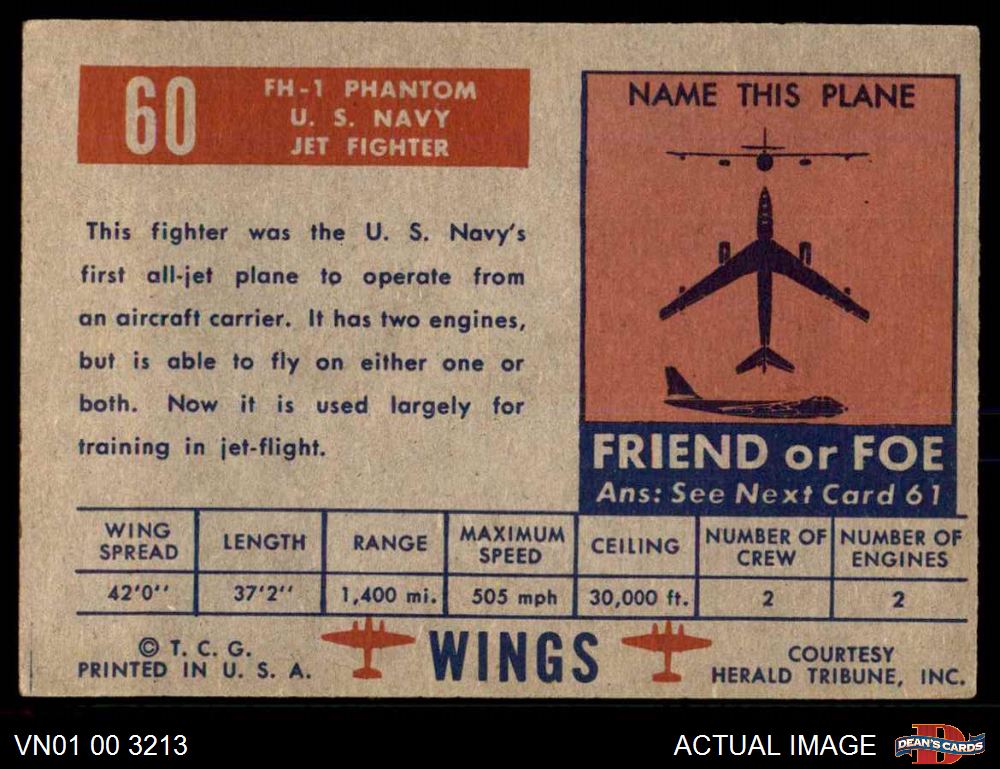 60
FH-1 PHANTOM
U. S. NAVY
JET FIGHTER
This fighter was the U. S. Navy's
first all-jet plane to operate from
an aircraft carrier. It has two engines,
but is able to fly on either one or
both. Now it is used largely for
training in jet-flight.
NAME THIS PLANE
FRIEND or FOE
Ans: See Next Card 61
WING SPREAD LENGTH RANGE MAXIMUM SPEED CEILING NUMBER OF CREW NUMBER OF ENGINES
42'0'' 37'2'' 1,400 mi. 505 mph 30,000 ft. 2 2
© T. C. G.
PRINTED IN U. S. A.
WINGS
COURTESY
HERALD TRIBUNE, INC.
VN01 00 3213
ACTUAL IMAGE
D
DEAN'S CARDS